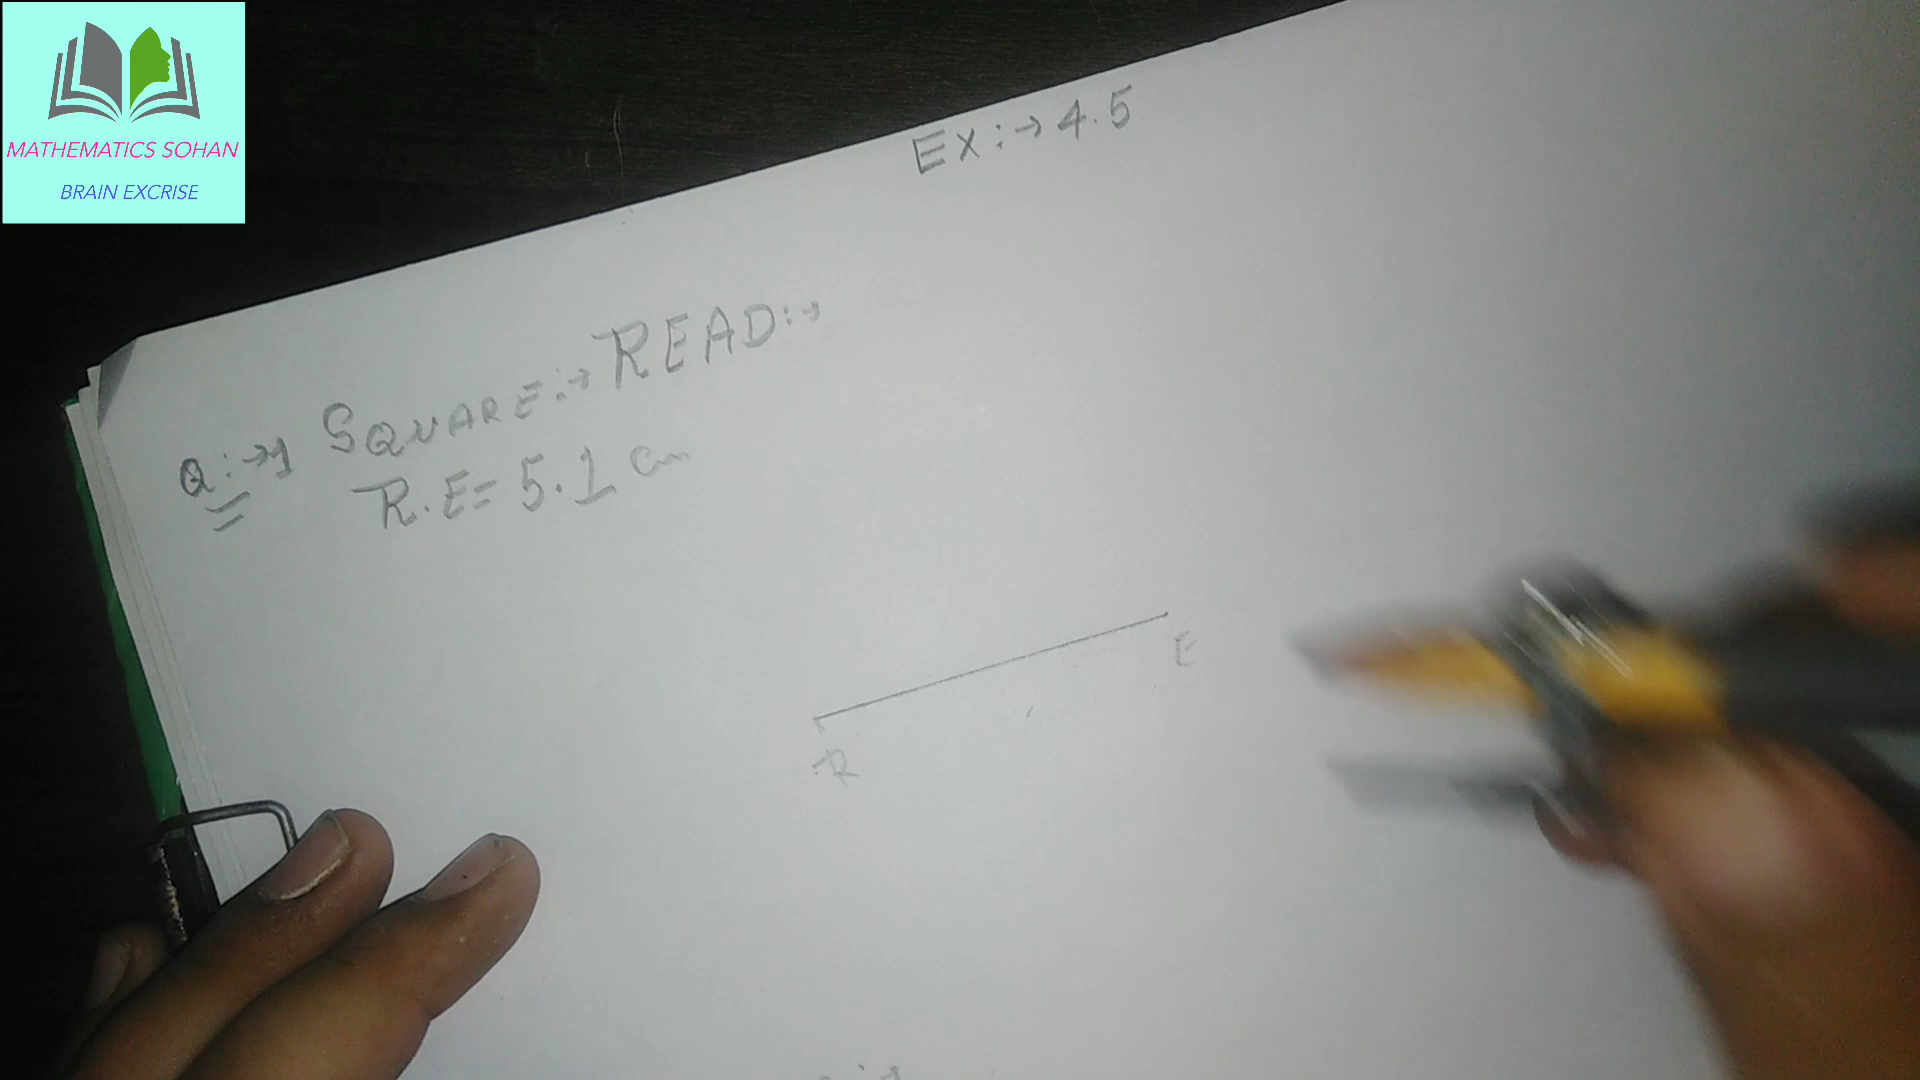 MATHEMATICS SOHAN
BRAIN EXCRISE
Ex:→ 4.5
Q:→1 SQUARE:→ READ:→
R.E= 5.1 cm
E
R